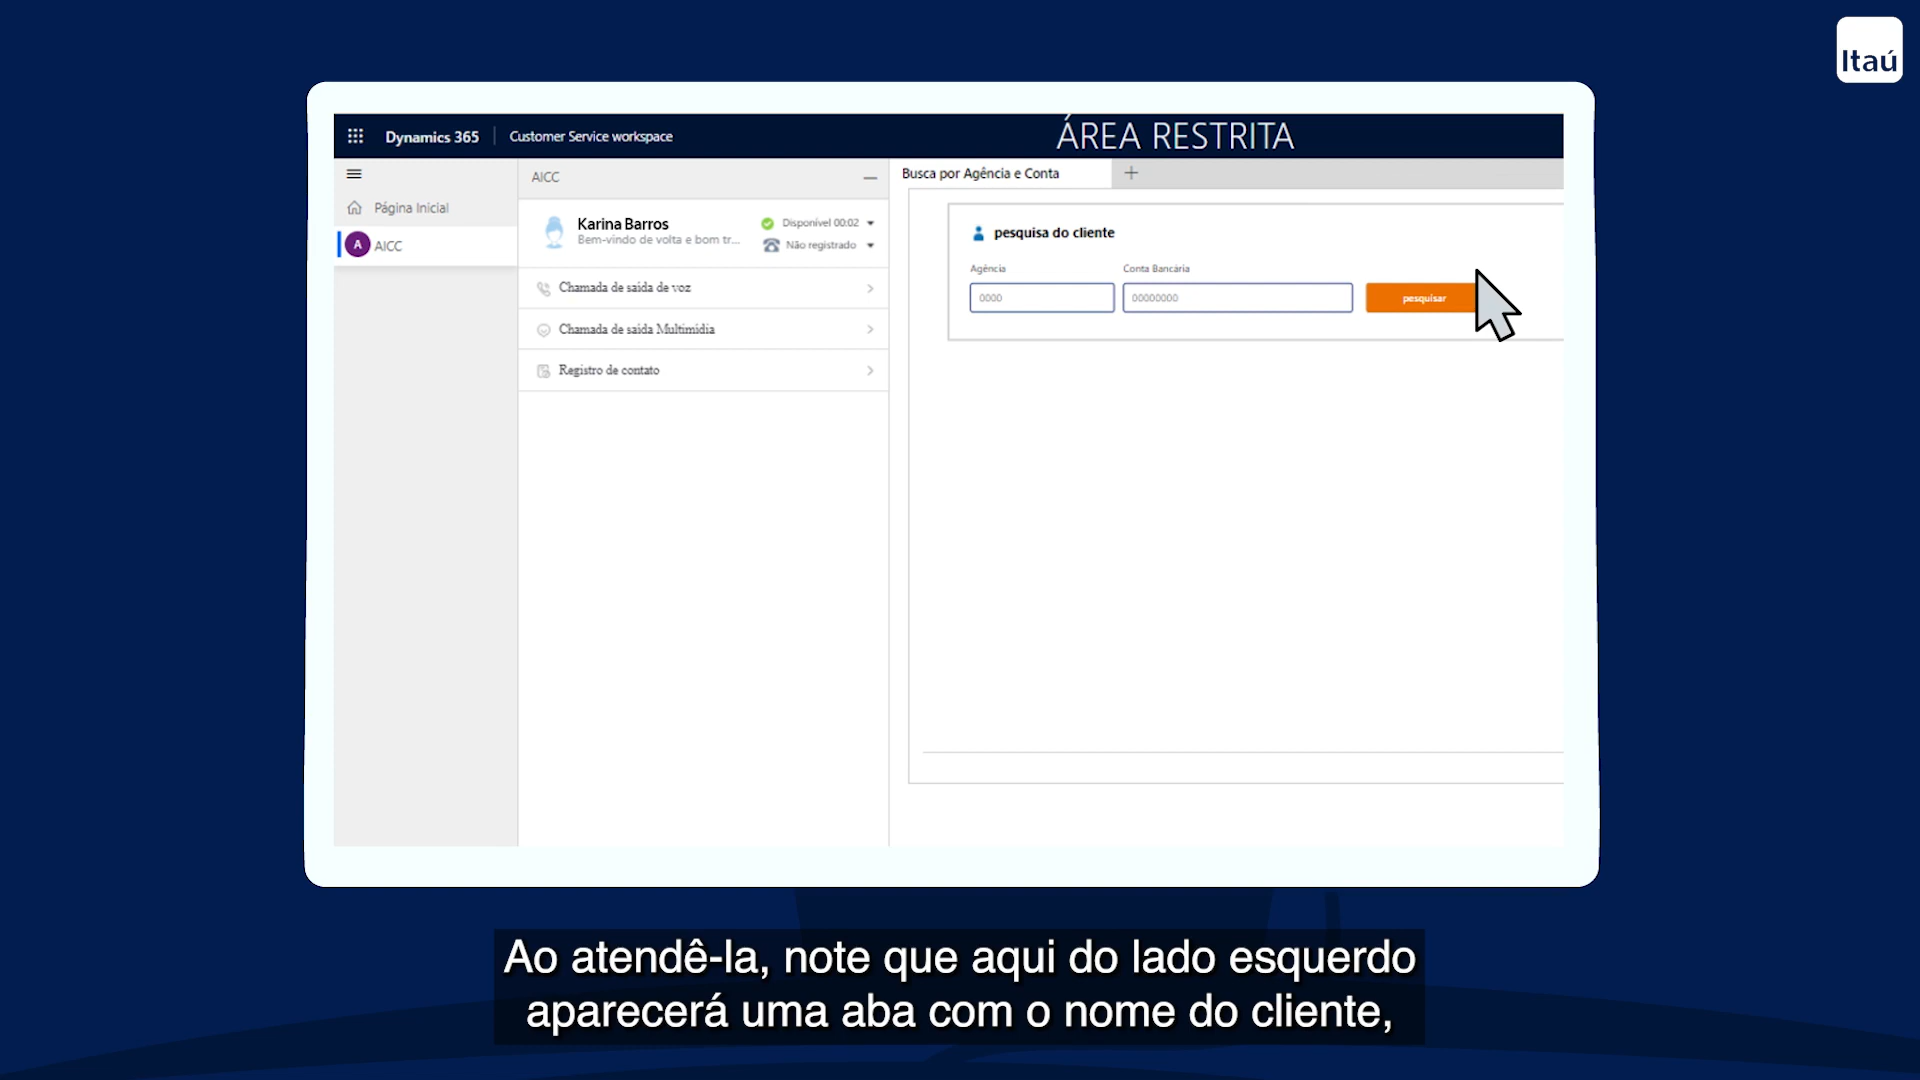 Itaú
Dynamics 365
Customer Service workspace
ÁREA RESTRITA
AICC
Busca por Agência e Conta
Página Inicial
A AICC
Karina Barros
Bem-vindo de volta e bom tr...
Disponível 00:02
Não registrado
Chamada de saída de voz
Chamada de saída Multimídia
Registro de contato
pesquisa do cliente
Agência
Conta Bancária
0000
00000000
pesquisar
Ao atendê-la, note que aqui do lado esquerdo
aparecerá uma aba com o nome do cliente,